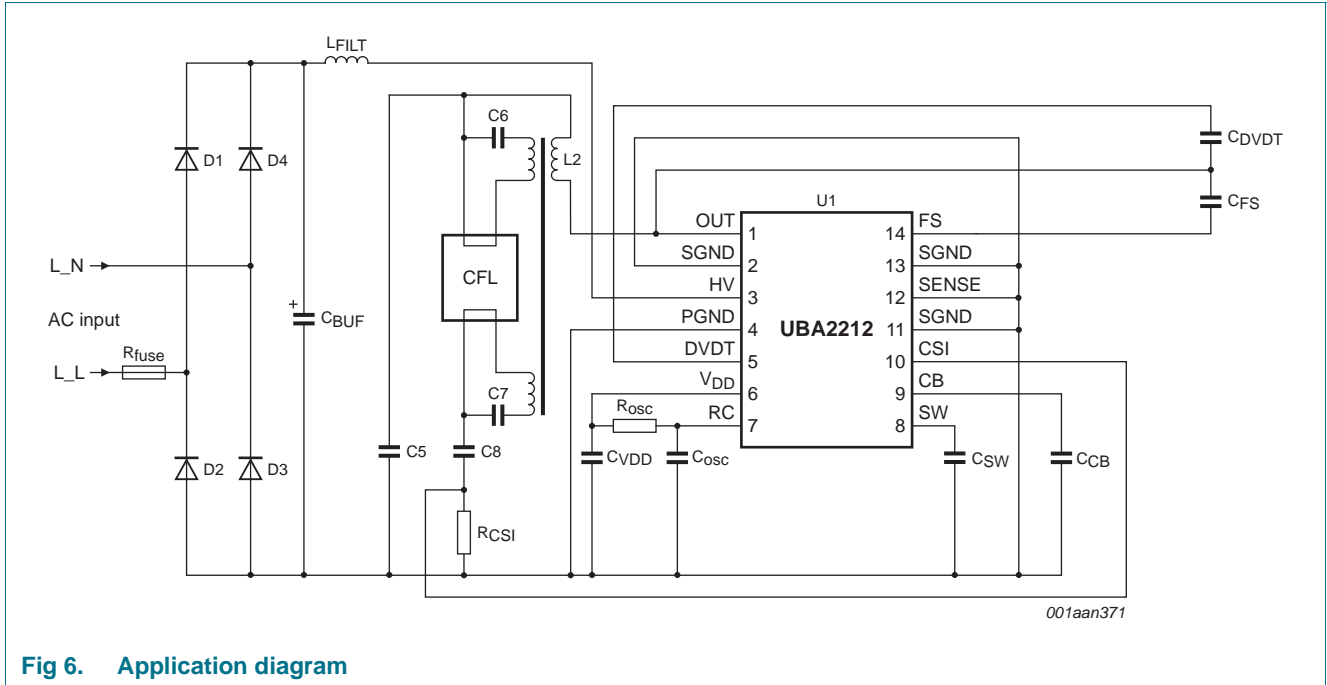 LFILT
C6
D1
D4
L2
CDVDT
CFS
U1
OUT
1
14
FS
L_N
SGND
2
13
SGND
CFL
HV
3
12
SENSE
+
CBUF
AC input
PGND
4
UBA2212
11
SGND
Rfuse
DVDT
5
10
CSI
L_L
VDD
6
9
CB
C7
Rosc
RC
7
8
SW
D2
D3
C5
C8
CVDD
Cosc
CSW
CCB
RCSI
001aan371
Fig 6. Application diagram